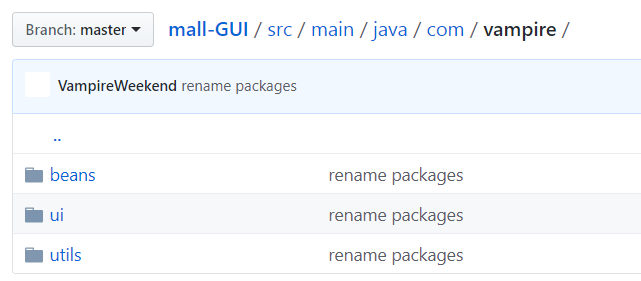 Branch: master mall-GUI / src / main / java / com / vampire /
VampireWeekend rename packages
..
beans rename packages
ui rename packages
utils rename packages